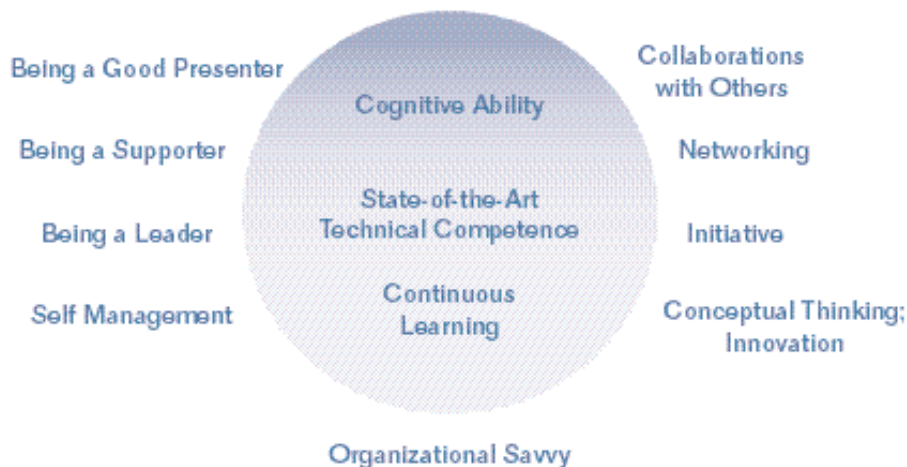 Being a Good Presenter
Collaborations
with Others
Cognitive Ability
Being a Supporter
Networking
State-of-the-Art
Technical Competence
Being a Leader
Initiative
Continuous
Learning
Self Management
Conceptual Thinking;
Innovation
Organizational Savvy